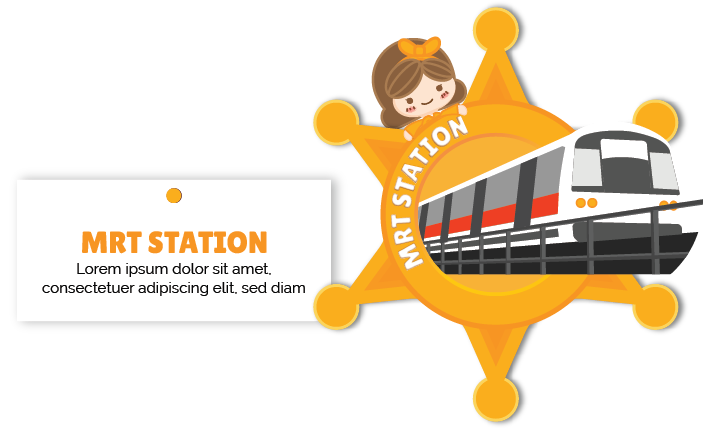 MRT STATION
Lorem ipsum dolor sit amet,
consectetuer adipiscing elit, sed diam
MRT STATION